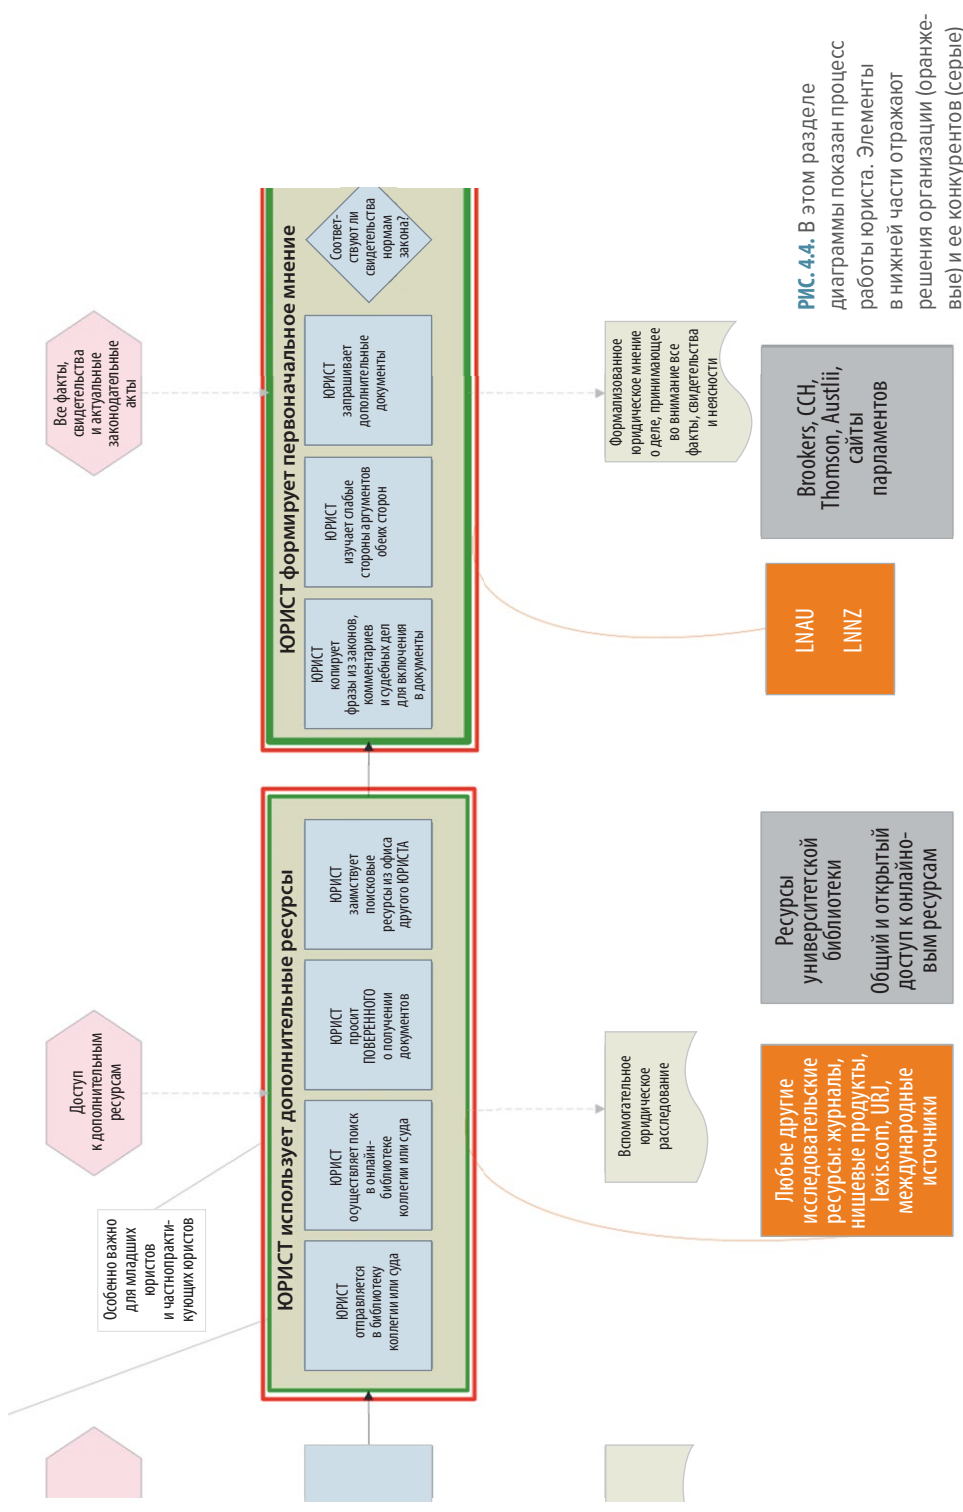 Доступ
к дополнительным
ресурсам
Все факты,
свидетельства
и актуальные
законодательные
акты
Особенно важно
для младших
юристов
и частнопракти-
кующих юристов
ЮРИСТ использует дополнительные ресурсы
ЮРИСТ
отправляется
в библиотеку
коллегии или суда
ЮРИСТ
осуществляет поиск
в онлайн-
библиотеке
коллегии или суда
ЮРИСТ
просит
ПОВЕРЕННОГО
о получении
документов
ЮРИСТ
заимствует
поисковые
ресурсы из офиса
другого ЮРИСТА
ЮРИСТ формирует первоначальное мнение
ЮРИСТ
копирует
фразы из законов,
комментариев
и судебных дел
для включения
в документы
ЮРИСТ
изучает слабые
стороны аргументов
обеих сторон
ЮРИСТ
запрашивает
дополнительные
документы
Соответ-
ствуют ли
свидетельства
нормам
закона?
Вспомогательное
юридическое
расследование
Формализованное
юридическое мнение
о деле, принимающее
во внимание все
факты, свидетельства
и неясности
Любые другие
исследовательские
ресурсы: журналы,
нишевые продукты,
lexis.com, URJ,
международные
источники
Ресурсы
университетской
библиотеки
Общий и открытый
доступ к онлайно-
вым ресурсам
LNAU
LNNZ
Brookers, CCH,
Thomson, Austlii,
сайты
парламентов
РИС. 4.4. В этом разделе
диаграммы показан процесс
работы юриста. Элементы
в нижней части отражают
решения организации (оранже-
вые) и ее конкурентов (серые)